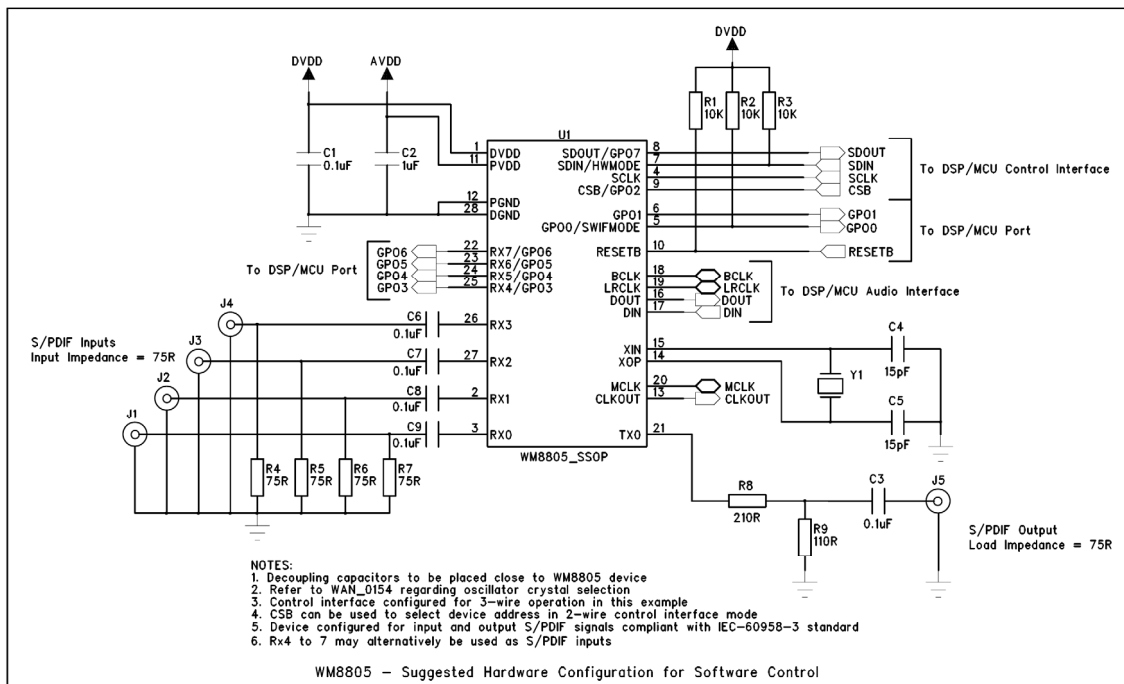 DVDD
AVDD
DVDD
R1
10K
R2
10K
R3
10K
C1
0.1uF
C2
1uF
U1
1
11
DVDD
PVDD
12
28
PGND
DGND
SDOUT/GPO7
SDIN/HWMODE
SCLK
CSB/GPO2
8
7
4
9
SDOUT
SDIN
SCLK
CSB
To DSP/MCU Control Interface
GPO1
GPO0/SWIFMODE
6
5
GPO1
GPO0
To DSP/MCU Port
RESETB
10
RESETB
To DSP/MCU Port
GPO6
GPO5
GPO4
GPO3
22
23
24
25
RX7/GPO6
RX6/GPO5
RX5/GPO4
RX4/GPO3
BCLK
LRCLK
DOUT
DIN
18
19
16
17
BCLK
LRCLK
DOUT
DIN
To DSP/MCU Audio Interface
S/PDIF Inputs
Input Impedance = 75R
J4
J3
J2
J1
C6
0.1uF
26
RX3
C7
0.1uF
27
RX2
C8
0.1uF
2
RX1
C9
0.1uF
3
RX0
XIN
XOP
15
14
Y1
C4
15pF
C5
15pF
MCLK
CLKOUT
20
13
MCLK
CLKOUT
TX0
21
WM8805_SSOP
R4
75R
R5
75R
R6
75R
R7
75R
R8
210R
R9
110R
C3
0.1uF
J5
S/PDIF Output
Load Impedance = 75R
NOTES:
1. Decoupling capacitors to be placed close to WM8805 device
2. Refer to WAN_0154 regarding oscillator crystal selection
3. Control interface configured for 3-wire operation in this example
4. CSB can be used to select device address in 2-wire control interface mode
5. Device configured for input and output S/PDIF signals compliant with IEC-60958-3 standard
6. Rx4 to 7 may alternatively be used as S/PDIF inputs
WM8805 - Suggested Hardware Configuration for Software Control